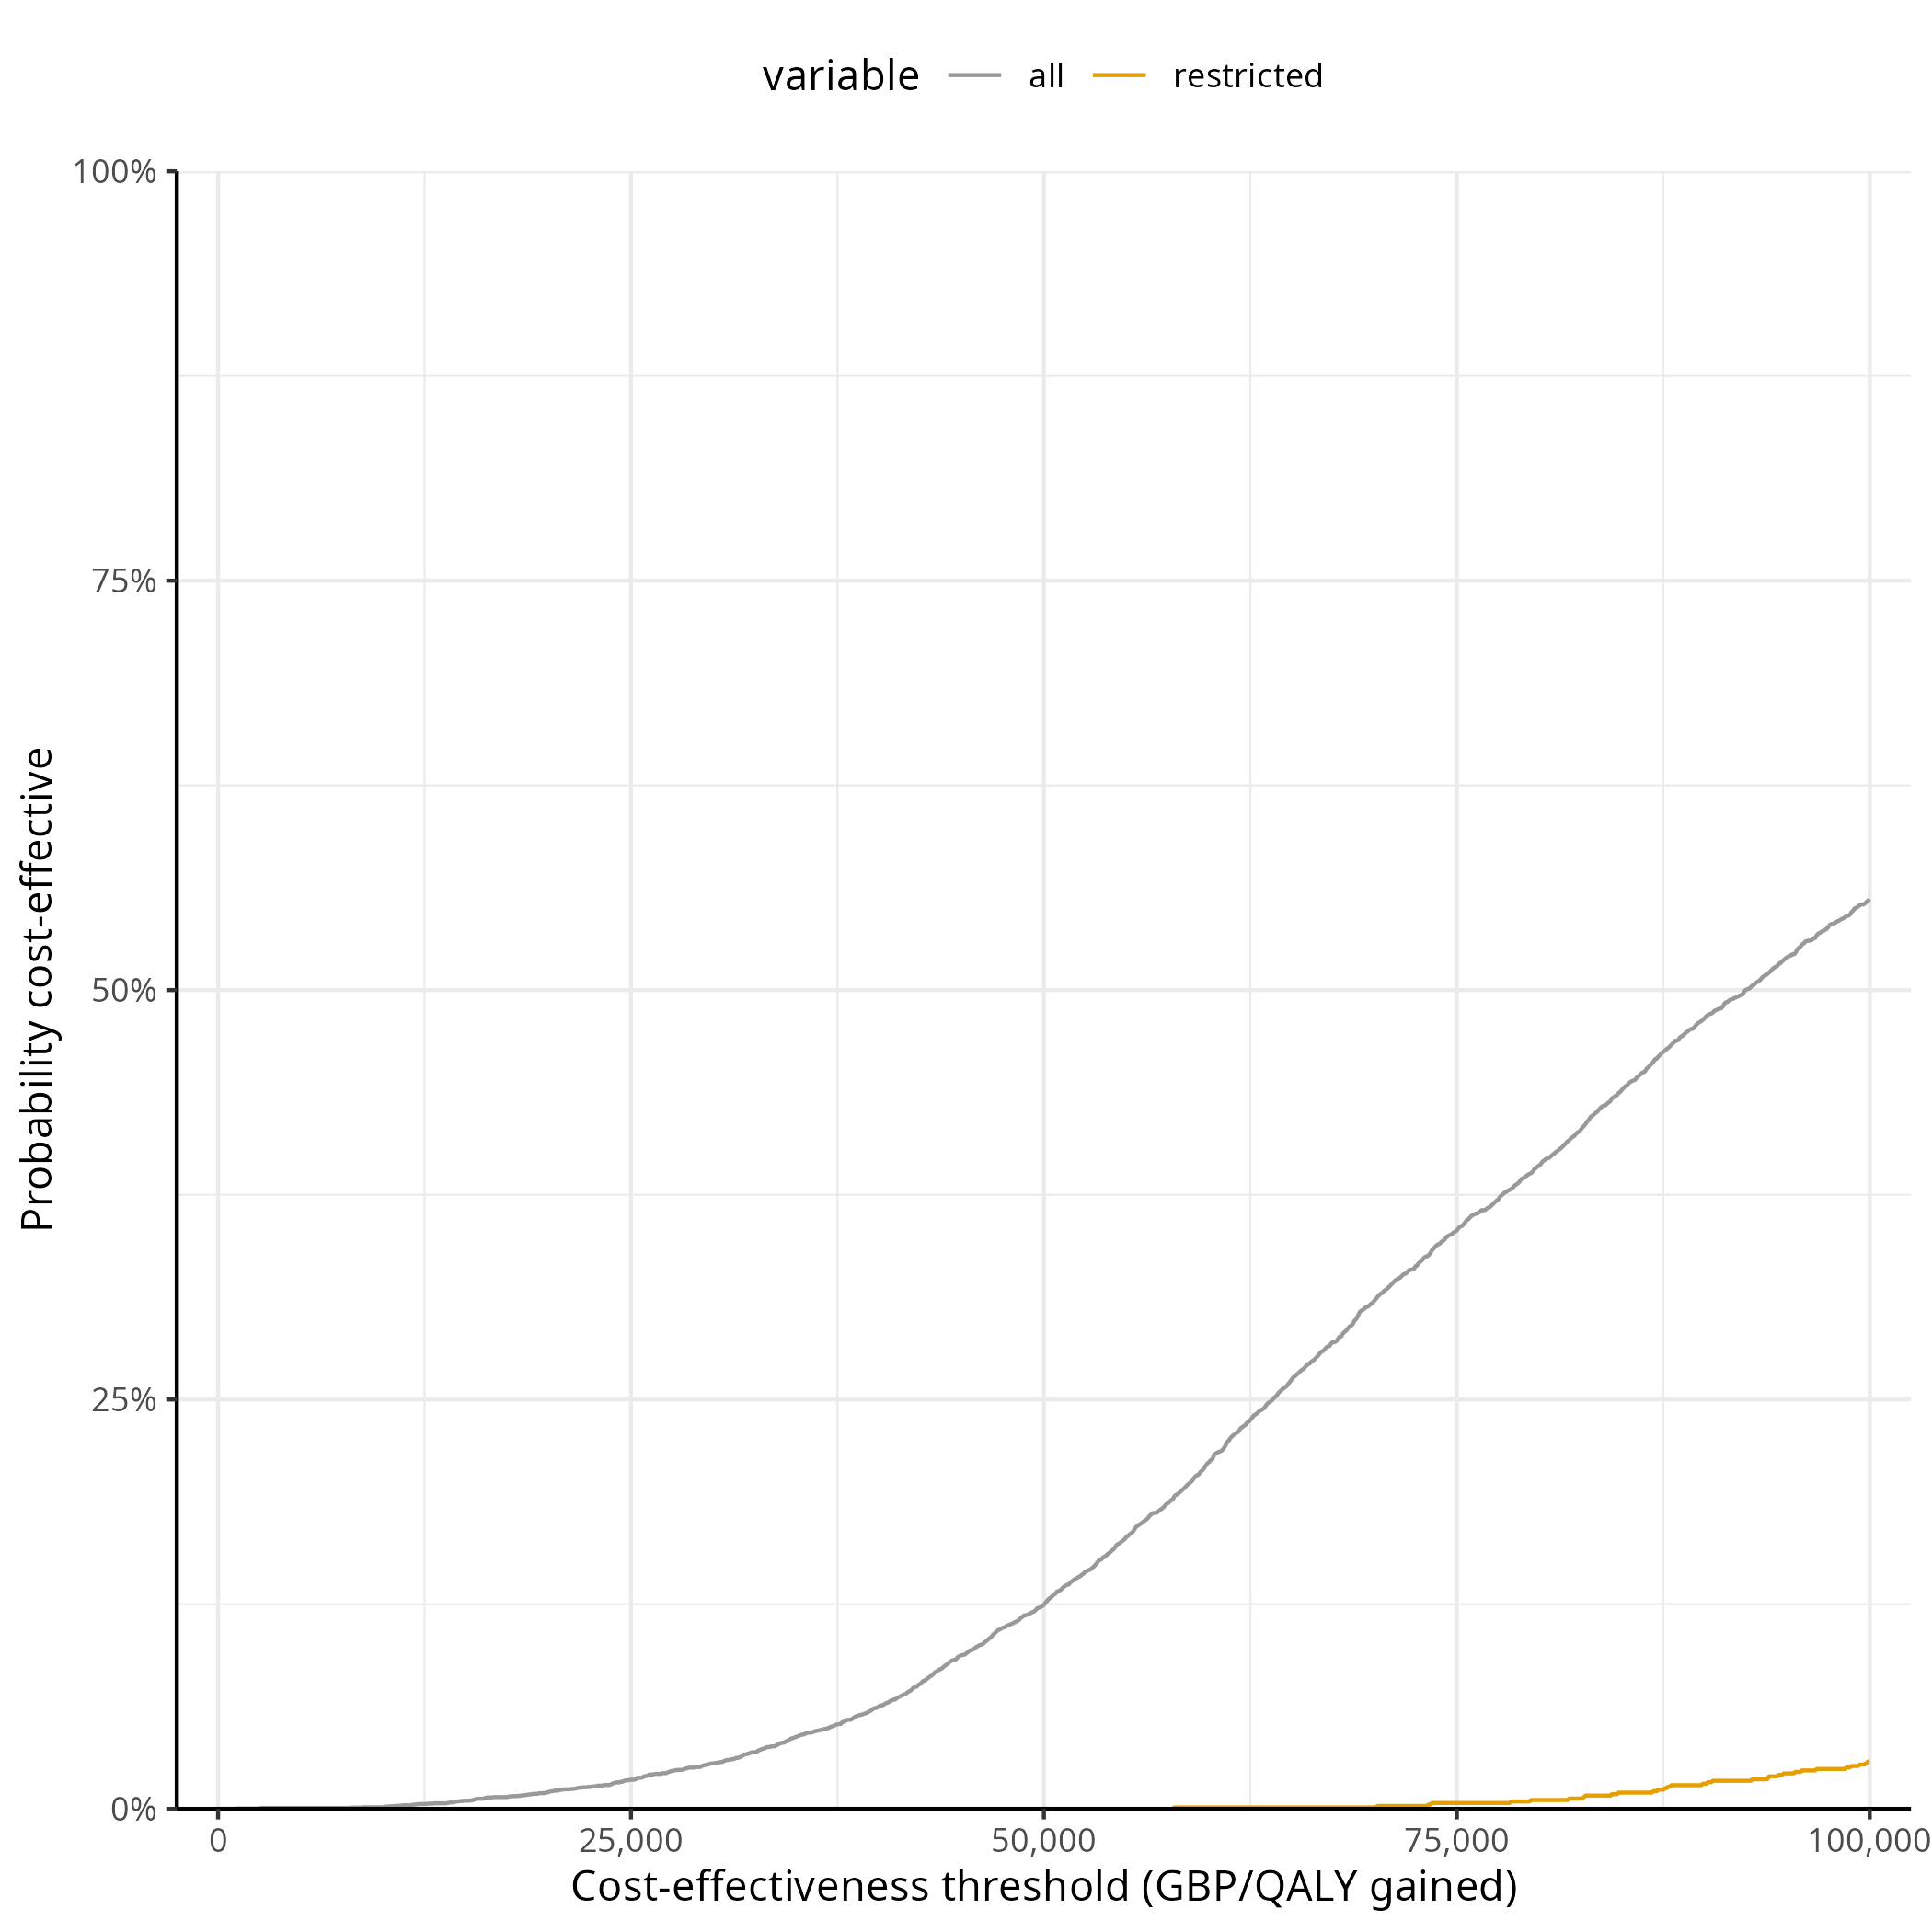 variable all restricted
100%
75%
50%
25%
0%
Probability cost-effective
0 25,000 50,000 75,000 100,000
Cost-effectiveness threshold (GBP/QALY gained)